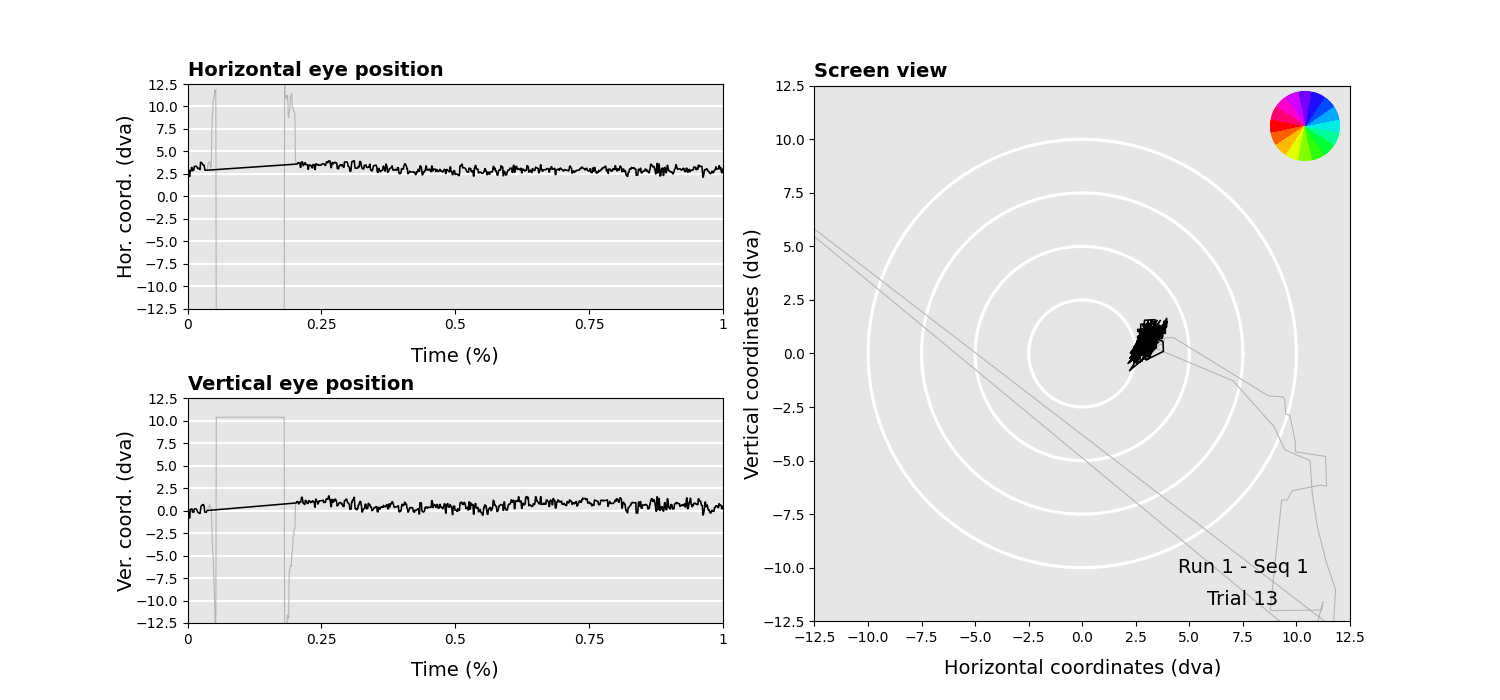 Horizontal eye position
Hor. coord. (dva)
12.5
10.0
7.5
5.0
2.5
0.0
−2.5
−5.0
−7.5
−10.0
−12.5
0 0.25 0.5 0.75 1
Time (%)
Vertical eye position
Ver. coord. (dva)
12.5
10.0
7.5
5.0
2.5
0.0
−2.5
−5.0
−7.5
−10.0
−12.5
0 0.25 0.5 0.75 1
Time (%)
Screen view
Vertical coordinates (dva)
12.5
10.0
7.5
5.0
2.5
0.0
−2.5
−5.0
−7.5
−10.0
−12.5
Run 1 - Seq 1
Trial 13
−12.5 −10.0 −7.5 −5.0 −2.5 0.0 2.5 5.0 7.5 10.0 12.5
Horizontal coordinates (dva)